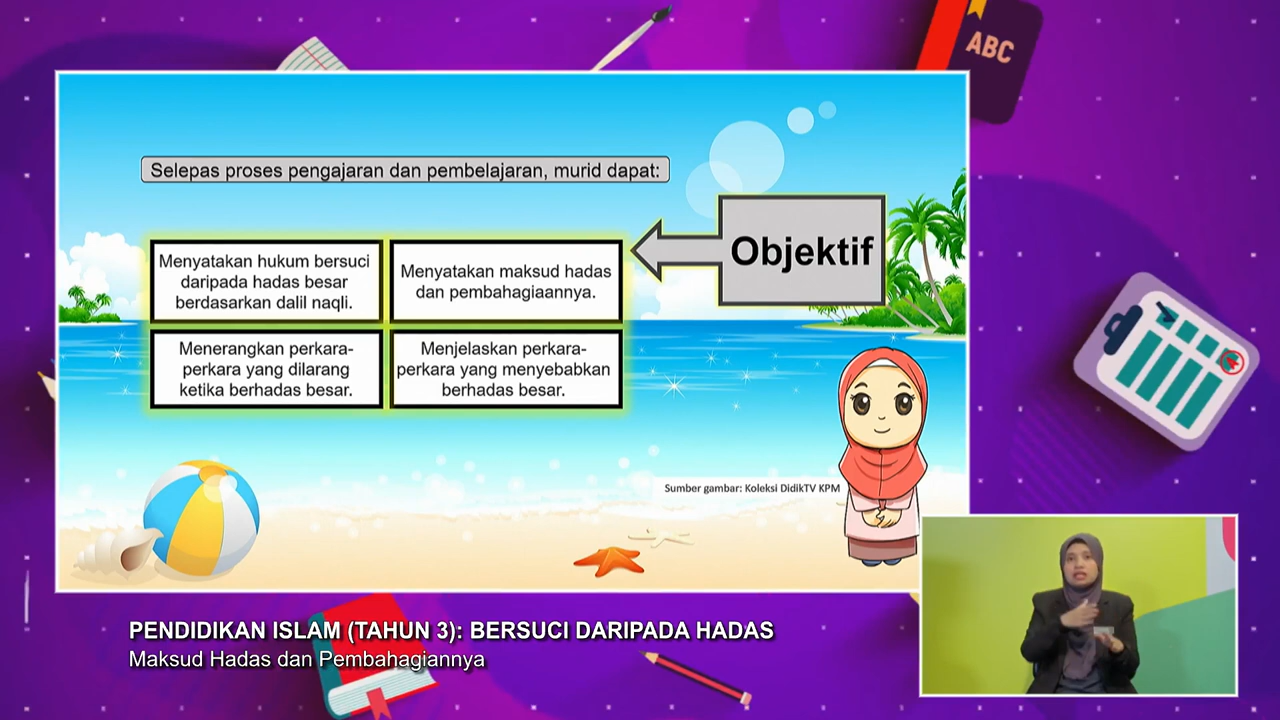 ABC
Selepas proses pengajaran dan pembelajaran, murid dapat:
Objektif
Menyatakan hukum bersuci
daripada hadas besar
berdasarkan dalil naqli.
Menyatakan maksud hadas
dan pembahagiaannya.
Menerangkan perkara-
perkara yang dilarang
ketika berhadas besar.
Menjelaskan perkara-
perkara yang menyebabkan
berhadas besar.
Sumber gambar: Koleksi DidikTV KPM
PENDIDIKAN ISLAM (TAHUN 3): BERSUCI DARIPADA HADAS
Maksud Hadas dan Pembahagiannya